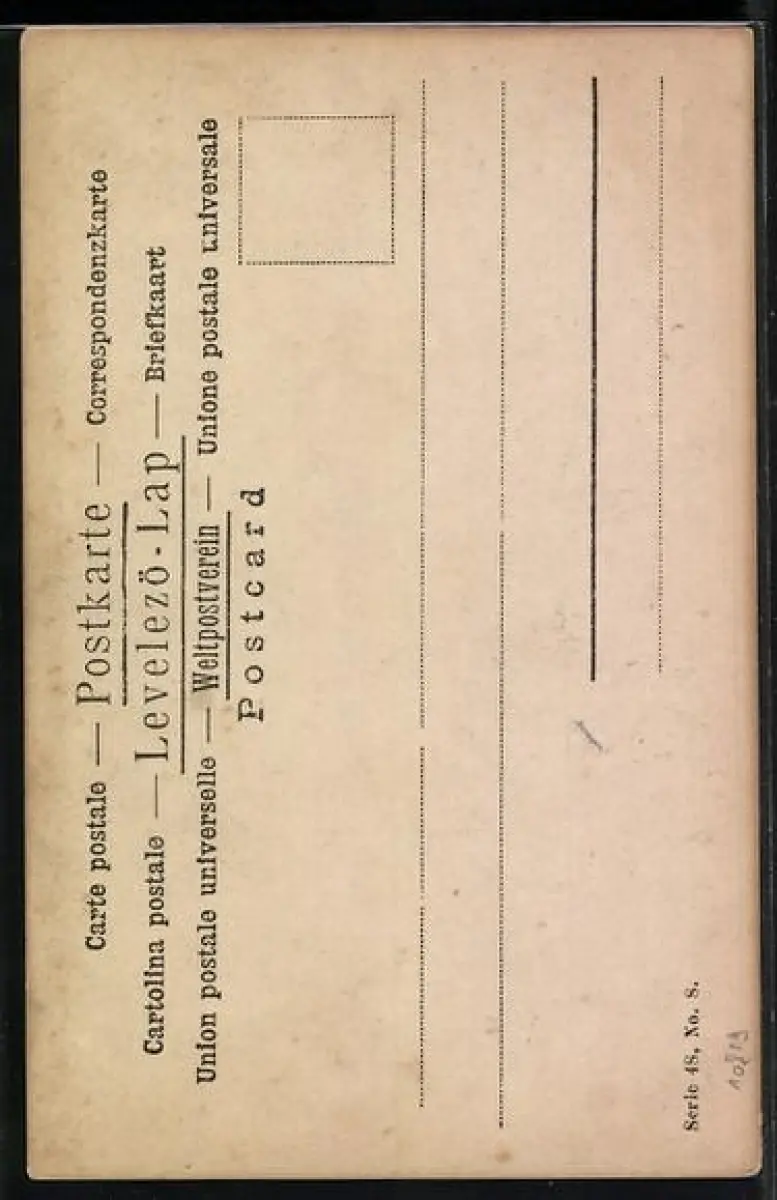 Carte postale — Postkarte — Correspondenzkarte
Cartolina postale — Levelezö-Lap — Briefkaart
Union postale universelle — Weltpostverein — Unione postale universale
Postcard
Serie 48, No. 8.